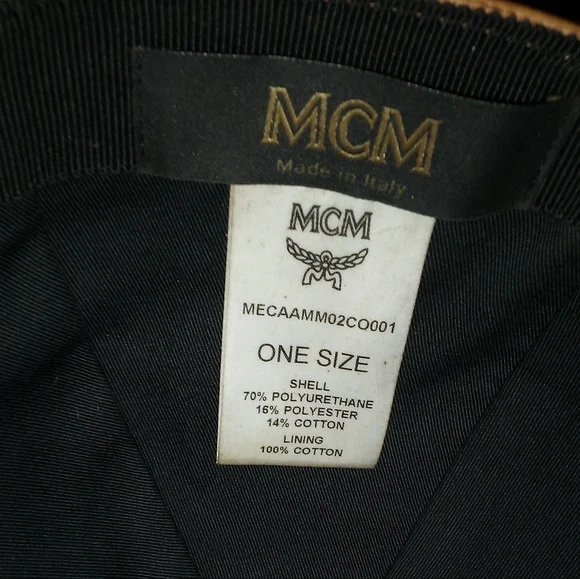 MCM
Made in Italy
MCM
MECAAMM02CO001
ONE SIZE
SHELL
70% POLYURETHANE
16% POLYESTER
14% COTTON
LINING
100% COTTON